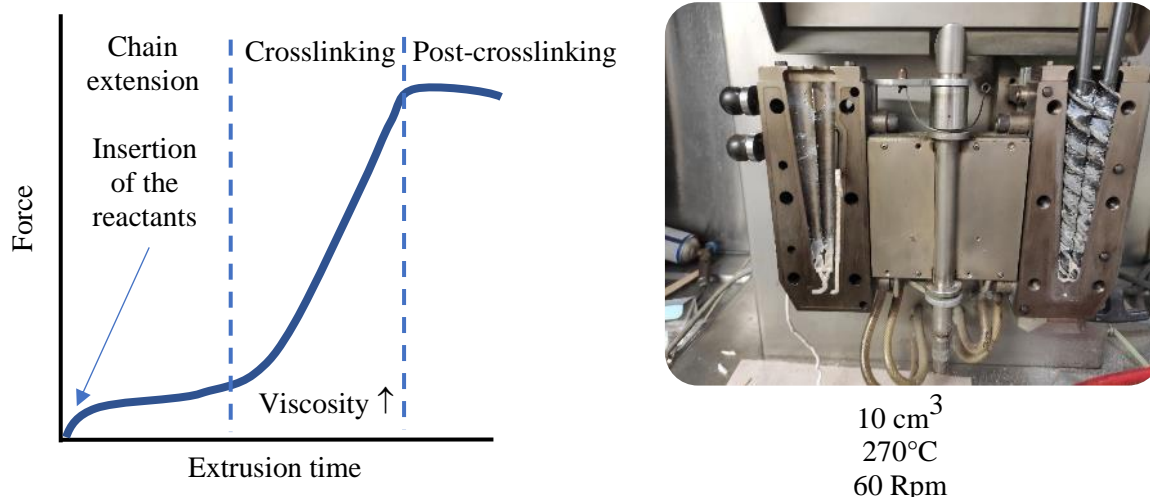 Chain
extension
Crosslinking
Post-crosslinking
Insertion
of the
reactants
Force
Viscosity ↑
Extrusion time
10 cm³
270°C
60 Rpm